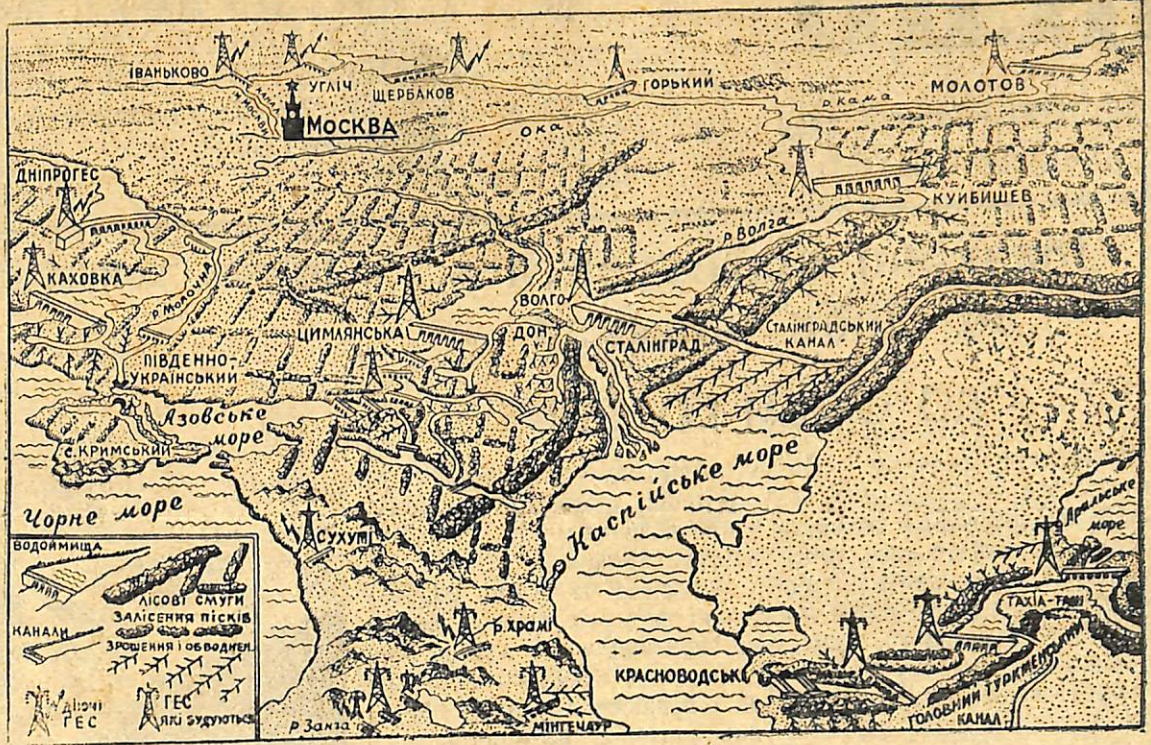 ІВАНЬКОВО
УГЛІЧ
ЩЕРБАКОВ
ГОРЬКИЙ
р. Кама
МОЛОТОВ
МОСКВА
ОКА
ДНІПРОГЕС
КУЙБИШЕВ
р. Волга
КАХОВКА
р. Молочна
ВОЛГО
ДОН
ЦИМЛЯНСЬКА
СТАЛІНГРАД
СТАЛІНГРАДСЬКИЙ
КАНАЛ
ПІВДЕННО-
УКРАЇНСЬКИЙ
Азовське
море
с. КРИМСЬКИЙ
Каспійське море
Чорне море
Аральське
море
СУХУМІ
ТАХІА-ТАШ
р. ХРАМІ
КРАСНОВОДСЬК
ГОЛОВНИЙ ТУРКМЕНСЬКИЙ
КАНАЛ
р. Занга
МІНГЕЧАУР
ВОДОЙМИЩА
ЛІСОВІ СМУГИ
ЗАЛІСЕННЯ ПІСКІВ
КАНАЛИ
ЗРОШЕННЯ І ОБВОДНЕН.
ДІЮЧІ
ГЕС
ГЕС
ЯКІ БУДУЮТЬСЯ